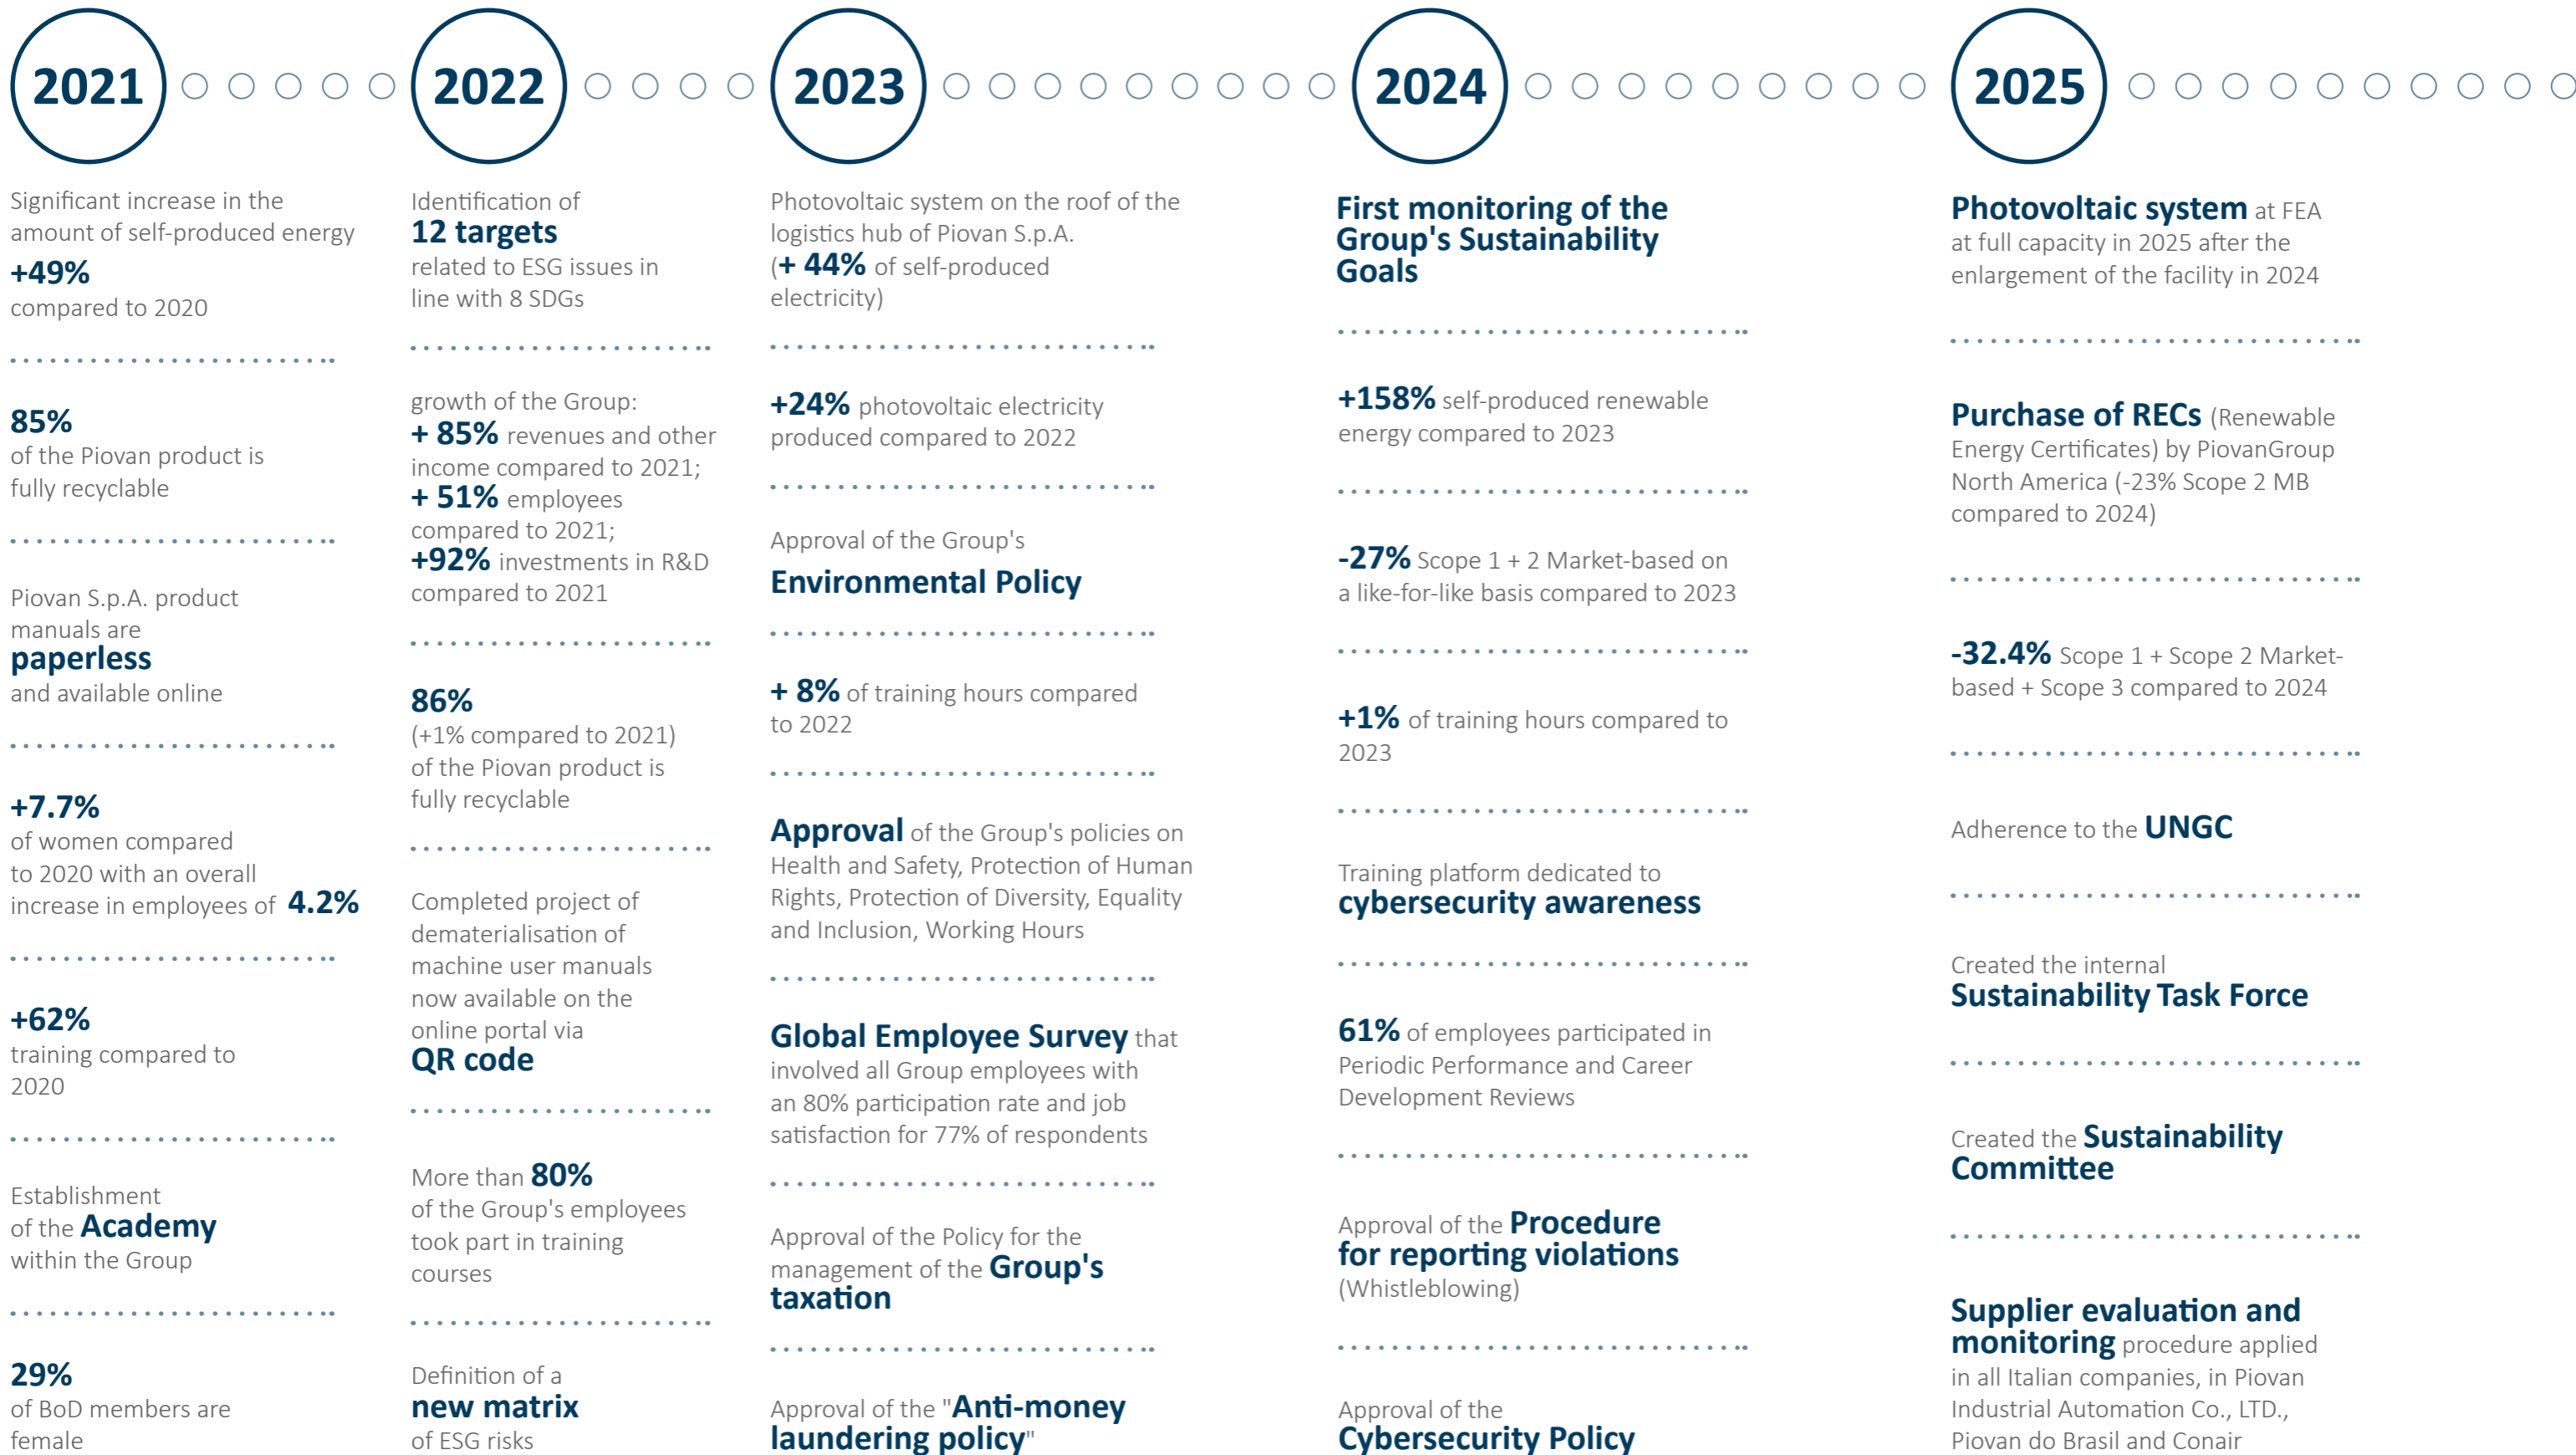 2021
2022
2023
2024
2025
Significant increase in the
amount of self-produced energy
+49%
compared to 2020
85%
of the Piovan product is
fully recyclable
Piovan S.p.A. product
manuals are
paperless
and available online
+7.7%
of women compared
to 2020 with an overall
increase in employees of 4.2%
+62%
training compared to
2020
Establishment
of the Academy
within the Group
29%
of BoD members are
female
Identification of
12 targets
related to ESG issues in
line with 8 SDGs
growth of the Group:
+ 85% revenues and other
income compared to 2021;
+ 51% employees
compared to 2021;
+92% investments in R&D
compared to 2021
86%
(+1% compared to 2021)
of the Piovan product is
fully recyclable
Completed project of
dematerialisation of
machine user manuals
now available on the
online portal via
QR code
More than 80%
of the Group's employees
took part in training
courses
Definition of a
new matrix
of ESG risks
Photovoltaic system on the roof of the
logistics hub of Piovan S.p.A.
(+ 44% of self-produced
electricity)
+24% photovoltaic electricity
produced compared to 2022
Approval of the Group's
Environmental Policy
+ 8% of training hours compared
to 2022
Approval of the Group's policies on
Health and Safety, Protection of Human
Rights, Protection of Diversity, Equality
and Inclusion, Working Hours
Global Employee Survey that
involved all Group employees with
an 80% participation rate and job
satisfaction for 77% of respondents
Approval of the Policy for the
management of the Group's
taxation
Approval of the "Anti-money
laundering policy"
First monitoring of the
Group's Sustainability
Goals
+158% self-produced renewable
energy compared to 2023
-27% Scope 1 + 2 Market-based on
a like-for-like basis compared to 2023
+1% of training hours compared to
2023
Training platform dedicated to
cybersecurity awareness
61% of employees participated in
Periodic Performance and Career
Development Reviews
Approval of the Procedure
for reporting violations
(Whistleblowing)
Approval of the
Cybersecurity Policy
Photovoltaic system at FEA
at full capacity in 2025 after the
enlargement of the facility in 2024
Purchase of RECs (Renewable
Energy Certificates) by PiovanGroup
North America (-23% Scope 2 MB
compared to 2024)
-32.4% Scope 1 + Scope 2 Market-
based + Scope 3 compared to 2024
Adherence to the UNGC
Created the internal
Sustainability Task Force
Created the Sustainability
Committee
Supplier evaluation and
monitoring procedure applied
in all Italian companies, in Piovan
Industrial Automation Co., LTD.,
Piovan do Brasil and Conair